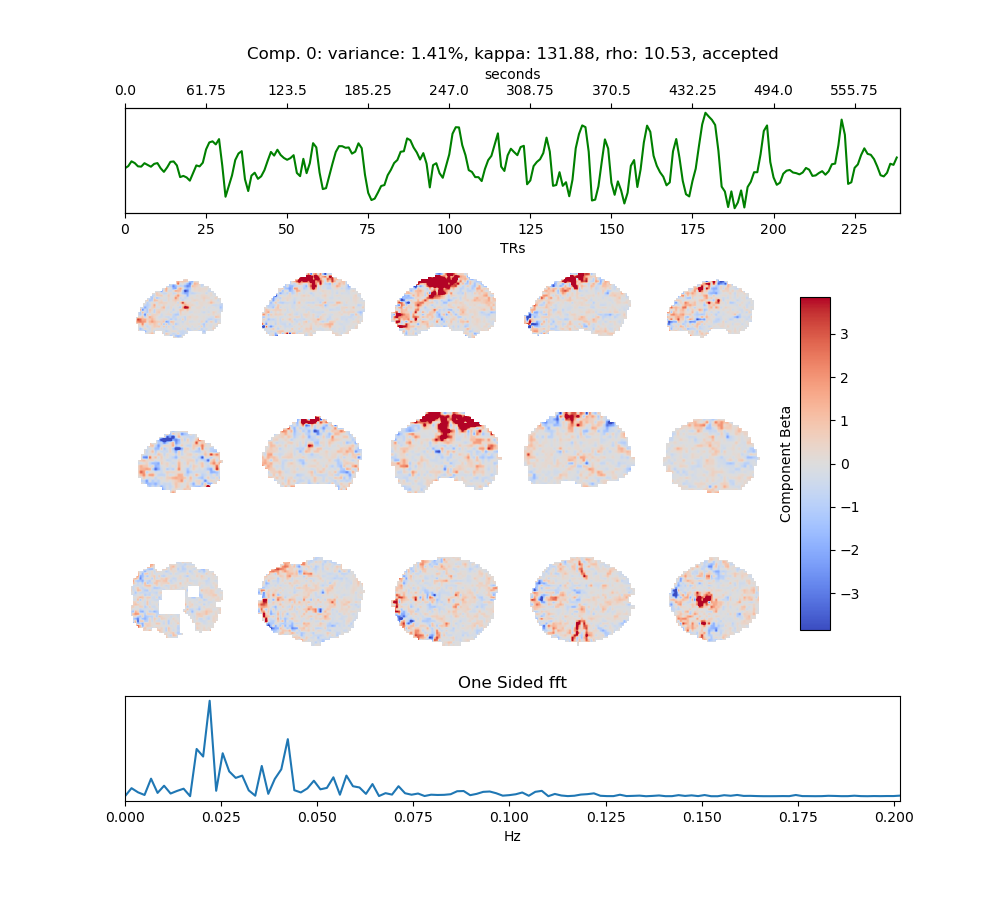 Comp. 0: variance: 1.41%, kappa: 131.88, rho: 10.53, accepted
seconds
0.0 61.75 123.5 185.25 247.0 308.75 370.5 432.25 494.0 555.75
0 25 50 75 100 125 150 175 200 225
TRs
3
2
1
0
−1
−2
−3
Component Beta
One Sided fft
0.000 0.025 0.050 0.075 0.100 0.125 0.150 0.175 0.200
Hz